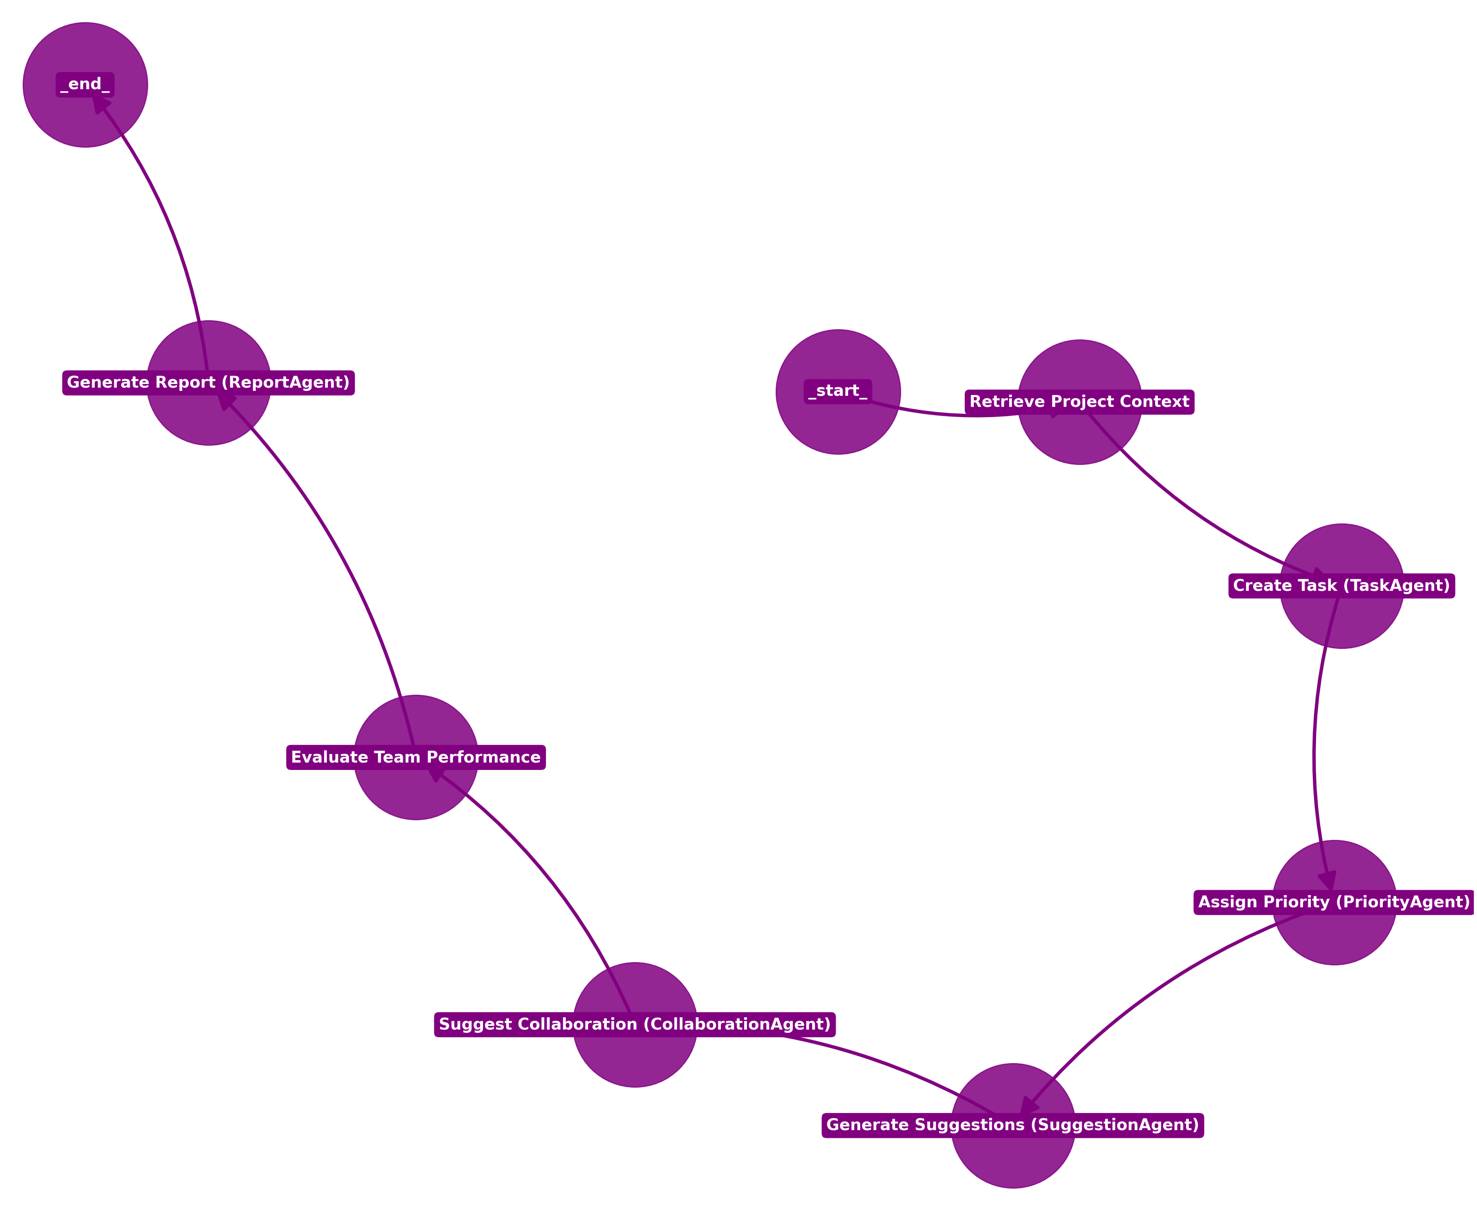 _end_
Generate Report (ReportAgent)
_start_
Retrieve Project Context
Create Task (TaskAgent)
Evaluate Team Performance
Assign Priority (PriorityAgent)
Suggest Collaboration (CollaborationAgent)
Generate Suggestions (SuggestionAgent)